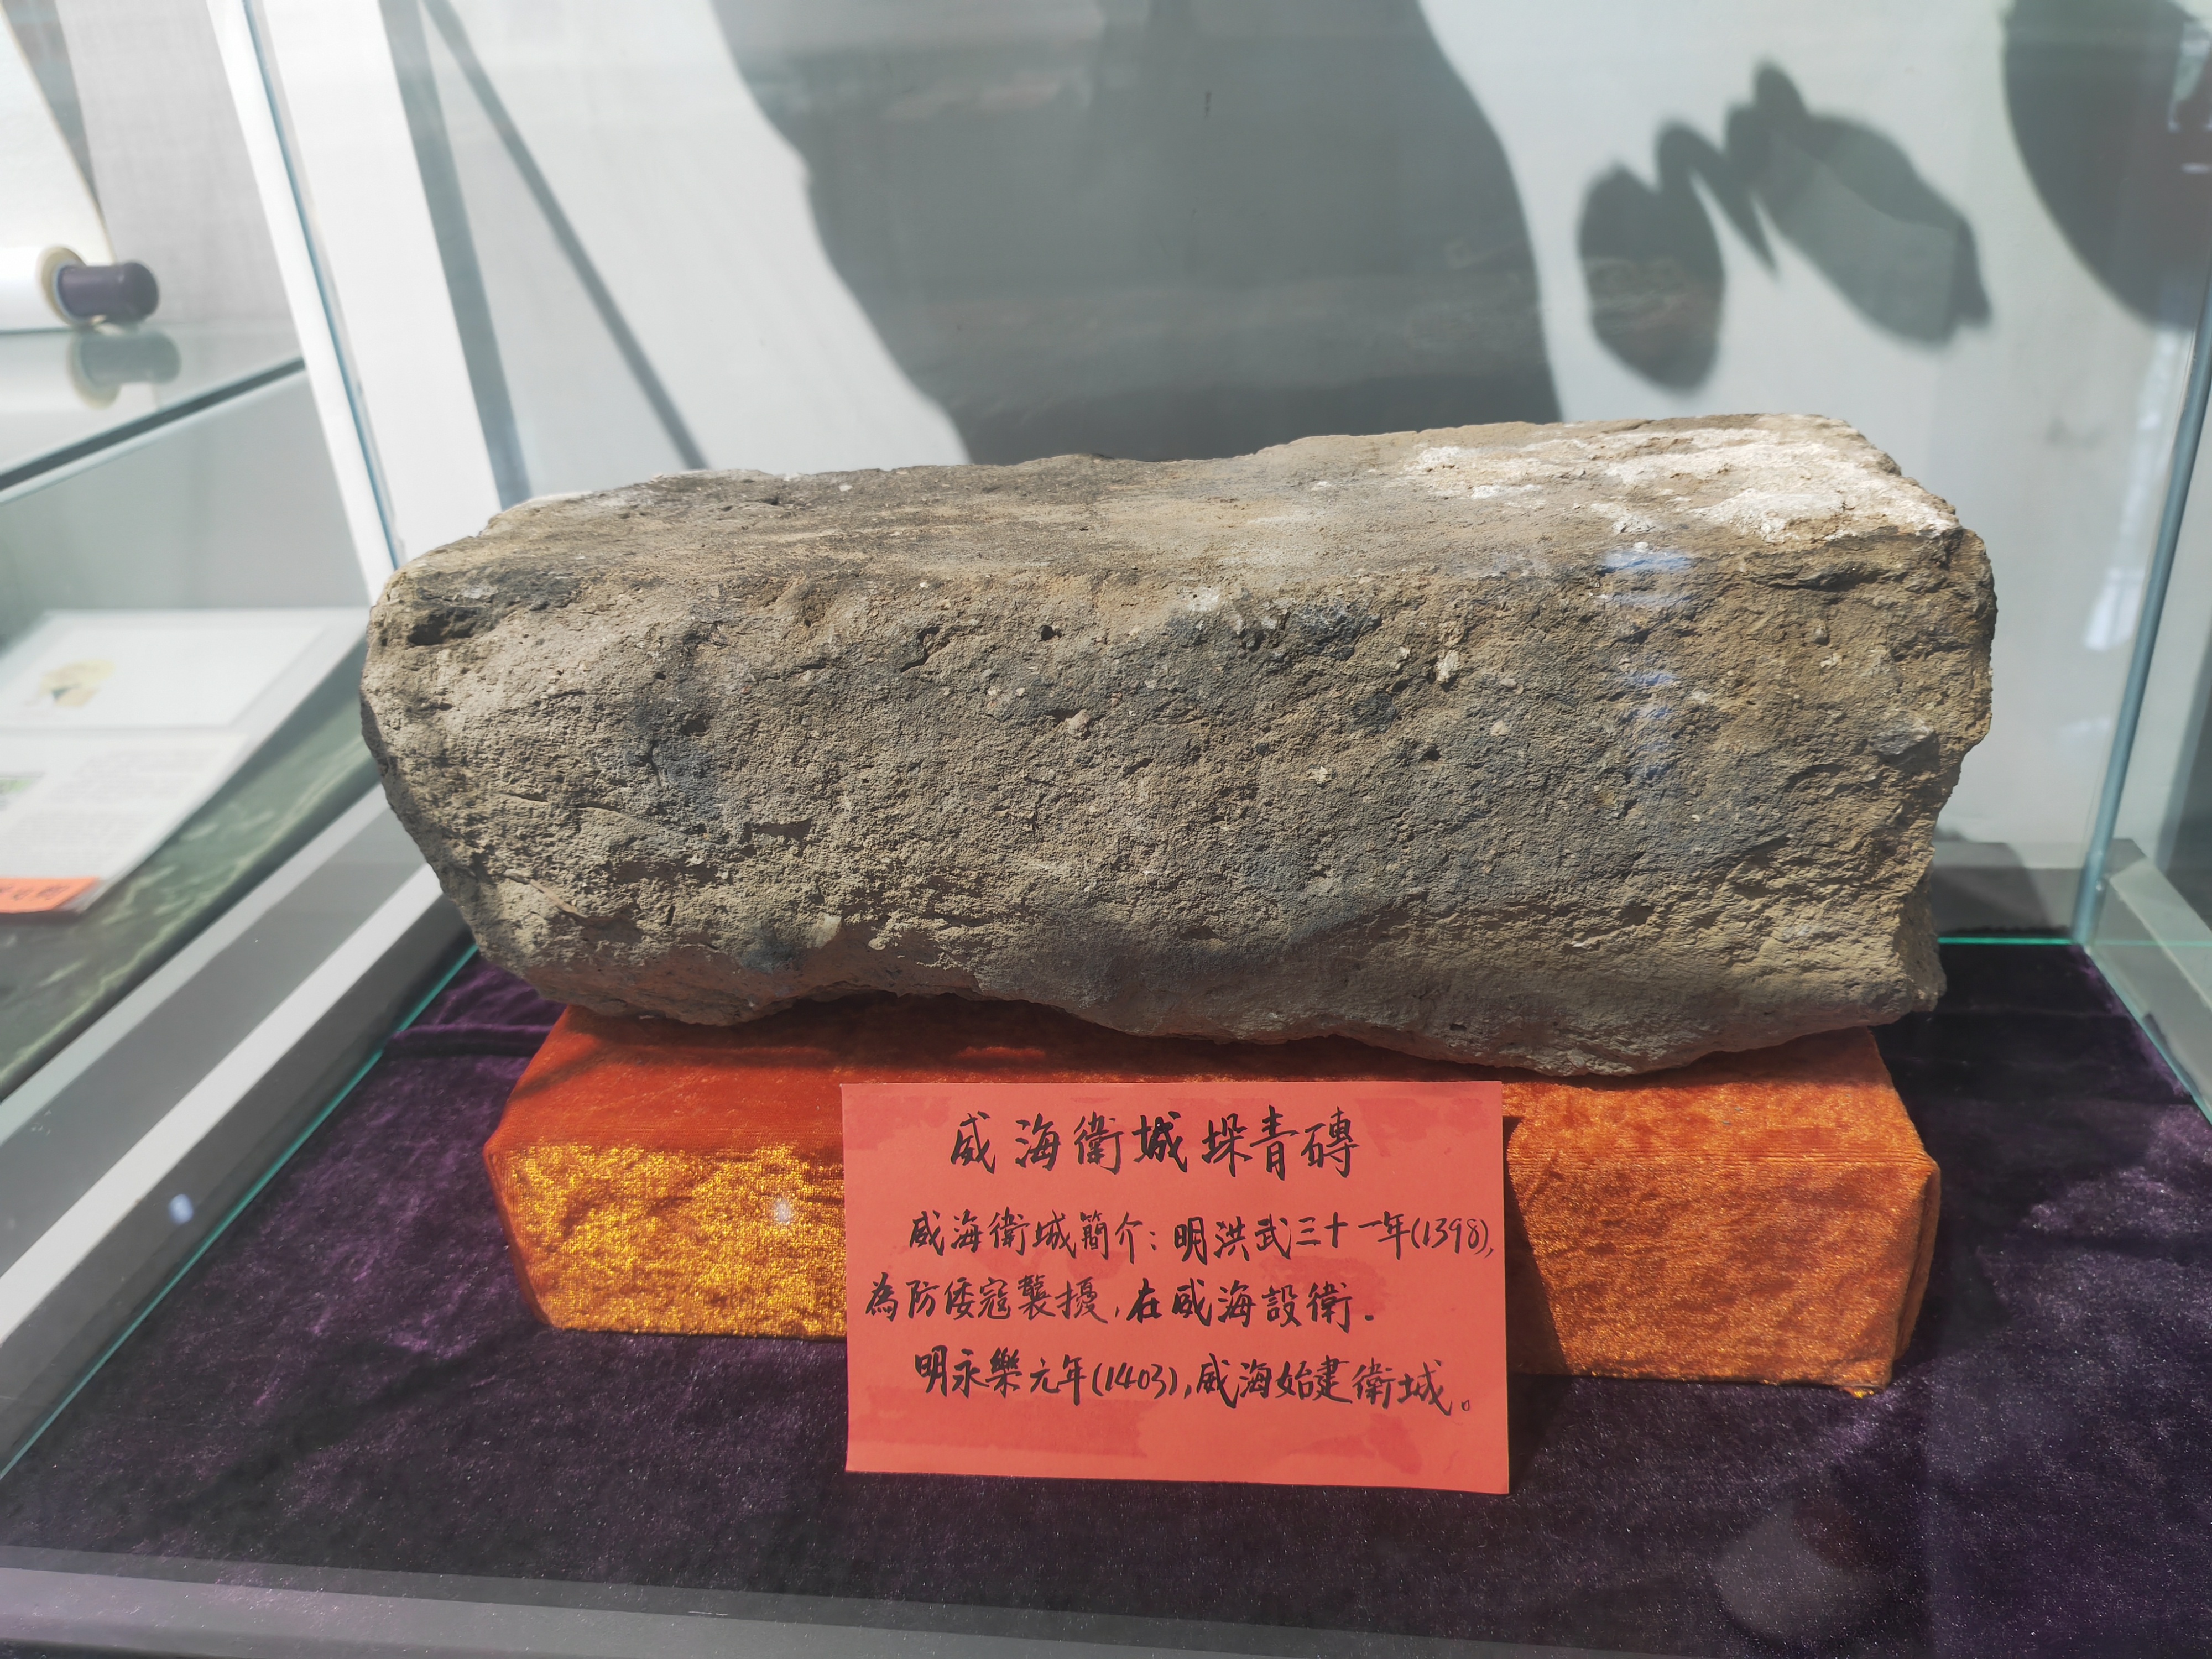 威海衛城垛青磚
威海衛城簡介：明洪武三十一年(1398),
為防倭寇襲擾，在威海設衛.
明永樂元年(1403),威海始建衛城。